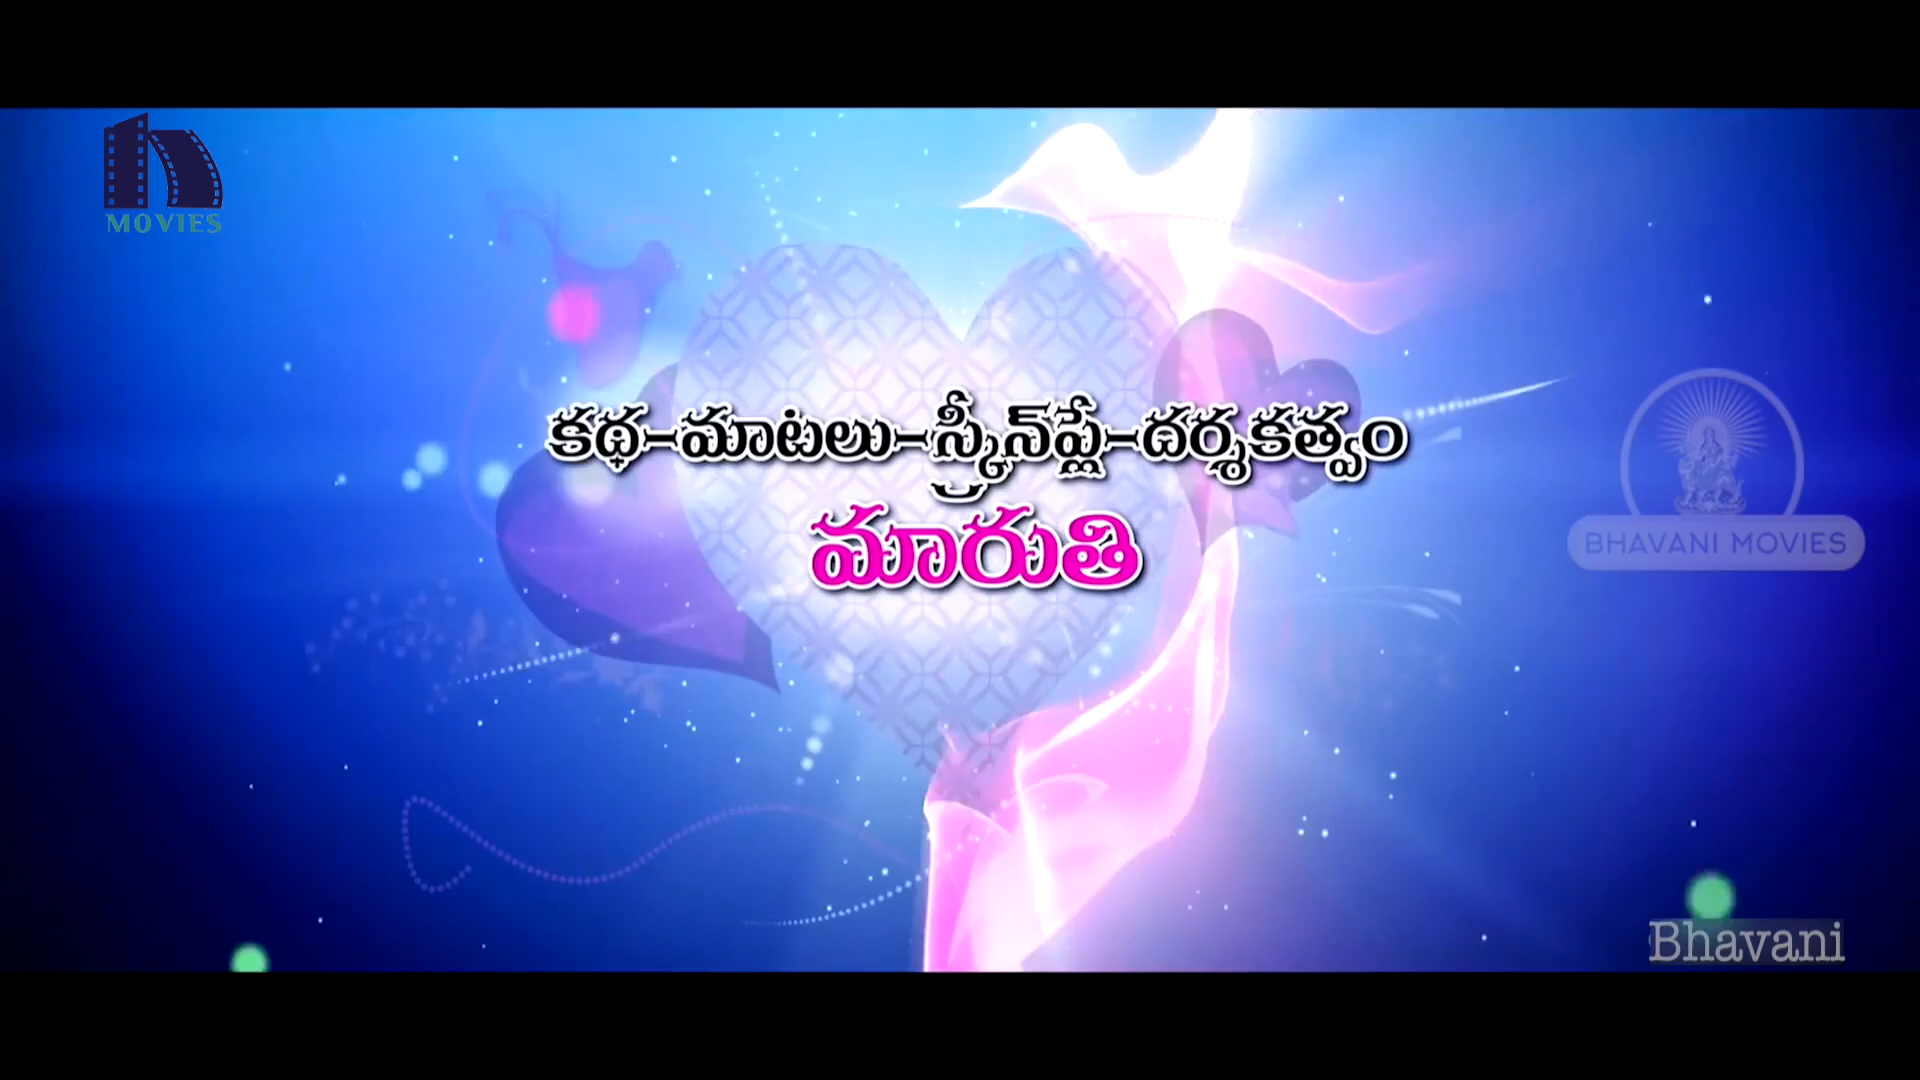 MOVIES
కథ-మాటలు-స్క్రీన్‌ప్లే-దర్శకత్వం
మారుతి
BHAVANI MOVIES
Bhavani